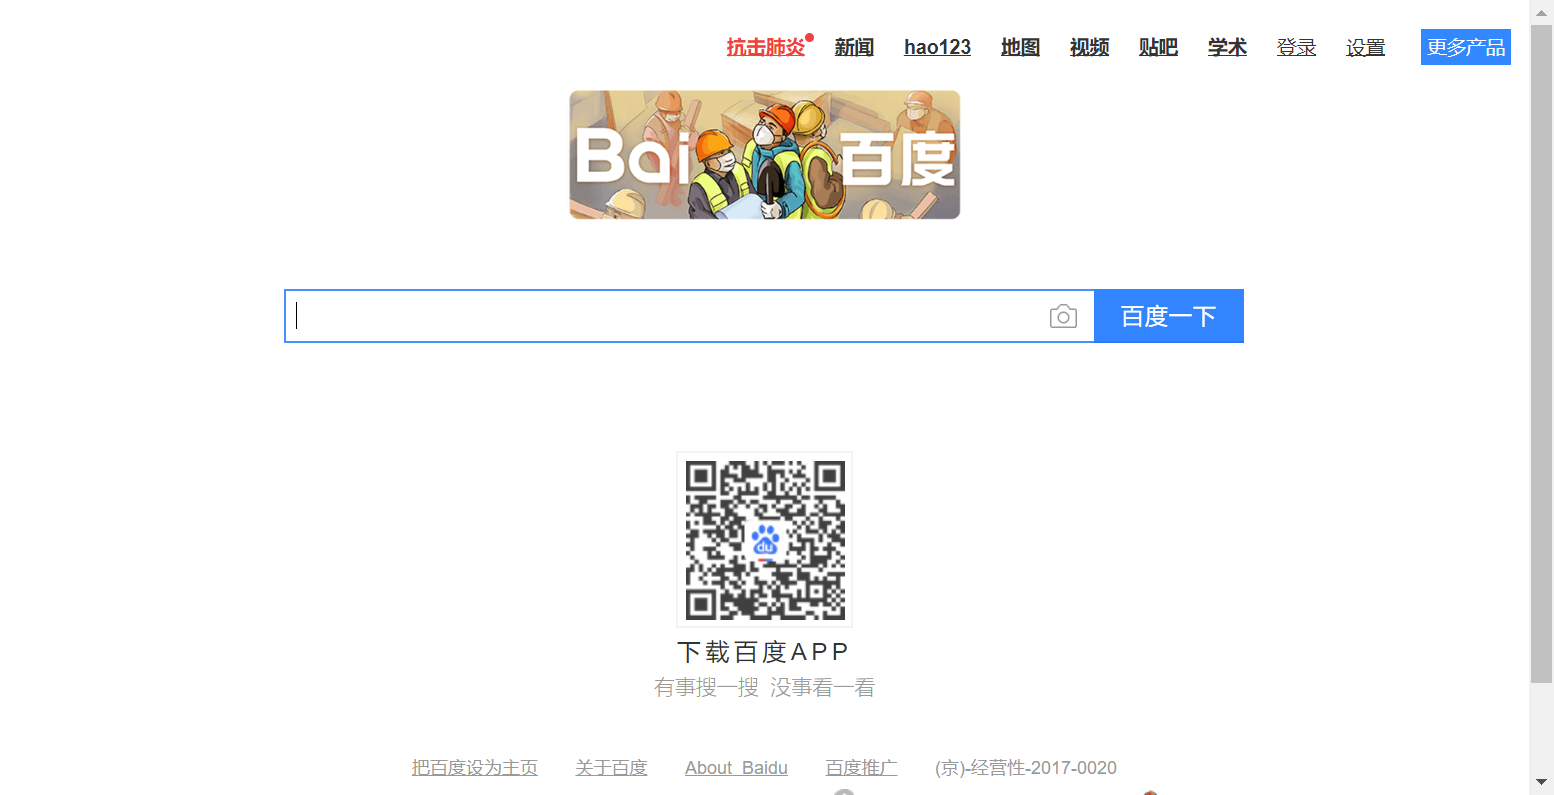 抗击肺炎 新闻 hao123 地图 视频 贴吧 学术 登录 设置 更多产品
Bai 百度
百度一下
du
下载百度APP
有事搜一搜 没事看一看
把百度设为主页 关于百度 About Baidu 百度推广 (京)-经营性-2017-0020